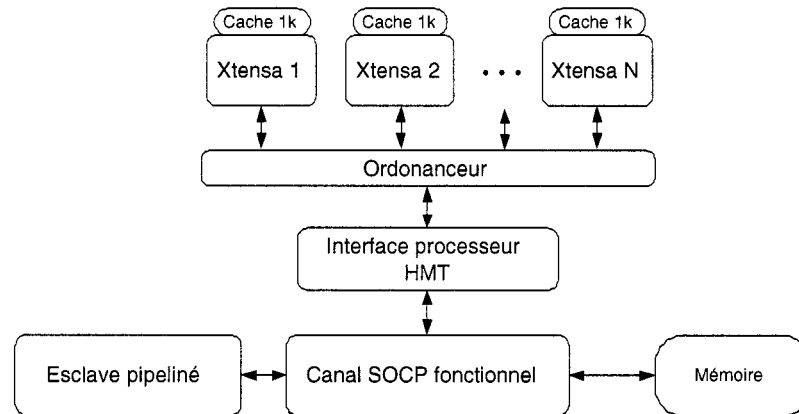 Cache 1k
Cache 1k
Cache 1k
Xtensa 1
Xtensa 2
• • •
Xtensa N
Ordonanceur
Interface processeur
HMT
Esclave pipeliné
Canal SOCP fonctionnel
Mémoire